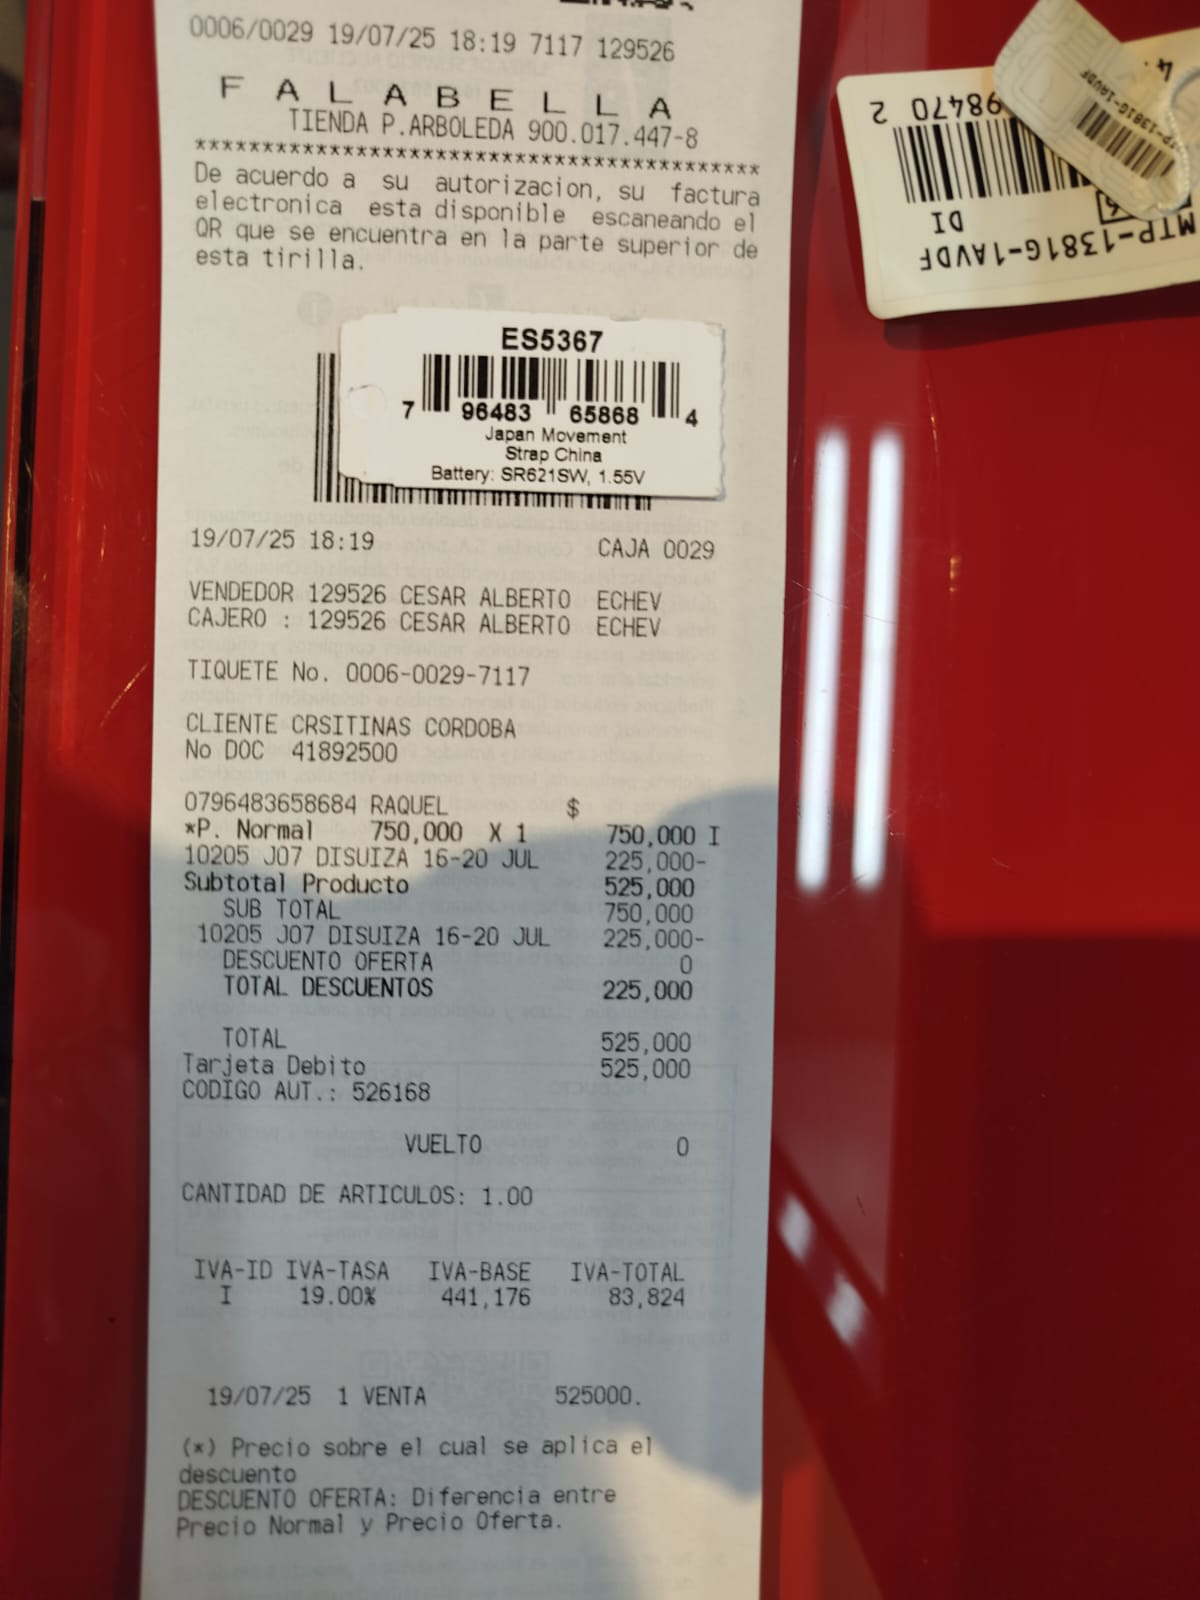 0006/0029 19/07/25 18:19 7117 129526
F A L A B E L L A
TIENDA P.ARBOLEDA 900.017.447-8
******************************************
De acuerdo a su autorizacion, su factura
electronica esta disponible escaneando el
QR que se encuentra en la parte superior de
esta tirilla.
ES5367
7 96483 65868 4
Japan Movement
Strap China
Battery: SR621SW, 1.55V
19/07/25 18:19 CAJA 0029
VENDEDOR 129526 CESAR ALBERTO ECHEV
CAJERO : 129526 CESAR ALBERTO ECHEV
TIQUETE No. 0006-0029-7117
CLIENTE CRSITINAS CORDOBA
No DOC 41892500
0796483658684 RAQUEL $
*P. Normal 750,000 X 1 750,000 I
10205 J07 DISUIZA 16-20 JUL 225,000-
Subtotal Producto 525,000
SUB TOTAL 750,000
10205 J07 DISUIZA 16-20 JUL 225,000-
DESCUENTO OFERTA 0
TOTAL DESCUENTOS 225,000
TOTAL 525,000
Tarjeta Debito 525,000
CODIGO AUT.: 526168
VUELTO 0
CANTIDAD DE ARTICULOS: 1.00
IVA-ID IVA-TASA IVA-BASE IVA-TOTAL
I 19.00% 441,176 83,824
19/07/25 1 VENTA 525000.
(*) Precio sobre el cual se aplica el
descuento
DESCUENTO OFERTA: Diferencia entre
Precio Normal y Precio Oferta.
MTP-1381G-1AVDF
DI
98470 2
MTP-1381G-1AVDF